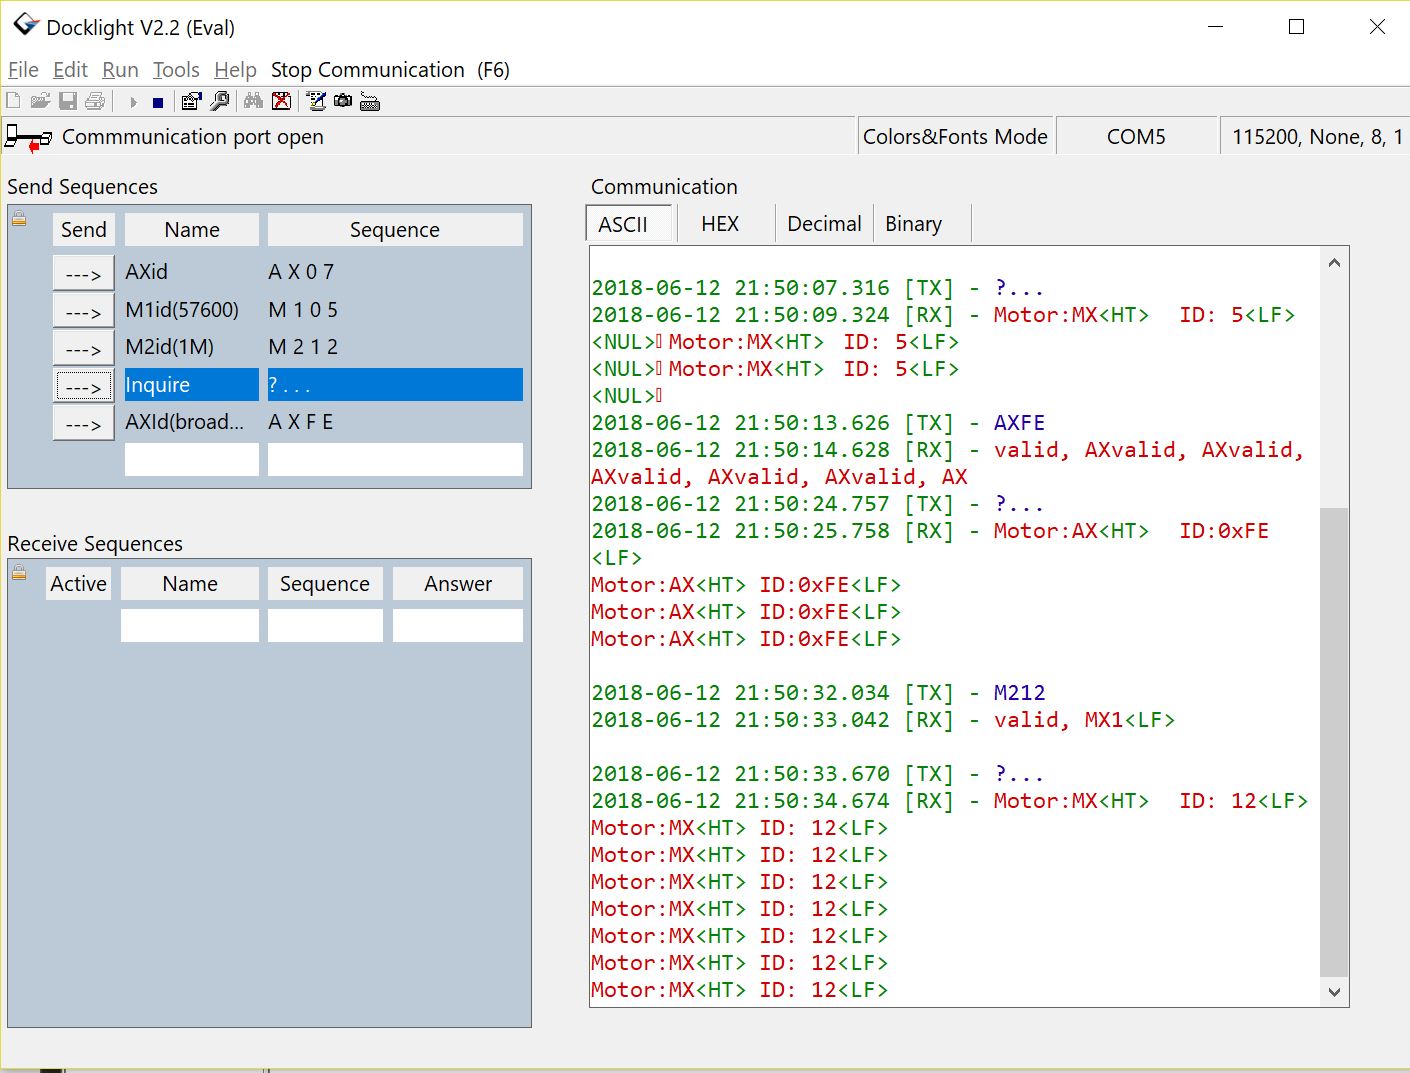 Docklight V2.2 (Eval)
File Edit Run Tools Help Stop Communication (F6)
Commmunication port open
Colors&Fonts Mode
COM5
115200, None, 8, 1
Send Sequences
Send Name Sequence
---> AXid A X 0 7
---> M1id(57600) M 1 0 5
---> M2id(1M) M 2 1 2
---> Inquire ? . . .
---> AXId(broad... A X F E
Receive Sequences
Active Name Sequence Answer
Communication
ASCII HEX Decimal Binary
2018-06-12 21:50:07.316 [TX] - ?...
2018-06-12 21:50:09.324 [RX] - Motor:MX<HT> ID: 5<LF>
<NUL>▯Motor:MX<HT> ID: 5<LF>
<NUL>▯Motor:MX<HT> ID: 5<LF>
<NUL>▯
2018-06-12 21:50:13.626 [TX] - AXFE
2018-06-12 21:50:14.628 [RX] - valid, AXvalid, AXvalid,
AXvalid, AXvalid, AXvalid, AX
2018-06-12 21:50:24.757 [TX] - ?...
2018-06-12 21:50:25.758 [RX] - Motor:AX<HT> ID:0xFE
<LF>
Motor:AX<HT> ID:0xFE<LF>
Motor:AX<HT> ID:0xFE<LF>
Motor:AX<HT> ID:0xFE<LF>
2018-06-12 21:50:32.034 [TX] - M212
2018-06-12 21:50:33.042 [RX] - valid, MX1<LF>
2018-06-12 21:50:33.670 [TX] - ?...
2018-06-12 21:50:34.674 [RX] - Motor:MX<HT> ID: 12<LF>
Motor:MX<HT> ID: 12<LF>
Motor:MX<HT> ID: 12<LF>
Motor:MX<HT> ID: 12<LF>
Motor:MX<HT> ID: 12<LF>
Motor:MX<HT> ID: 12<LF>
Motor:MX<HT> ID: 12<LF>
Motor:MX<HT> ID: 12<LF>